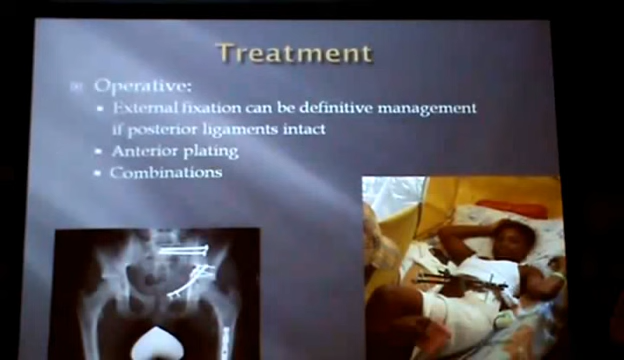 Treatment
Operative:
External fixation can be definitive management
if posterior ligaments intact
Anterior plating
Combinations